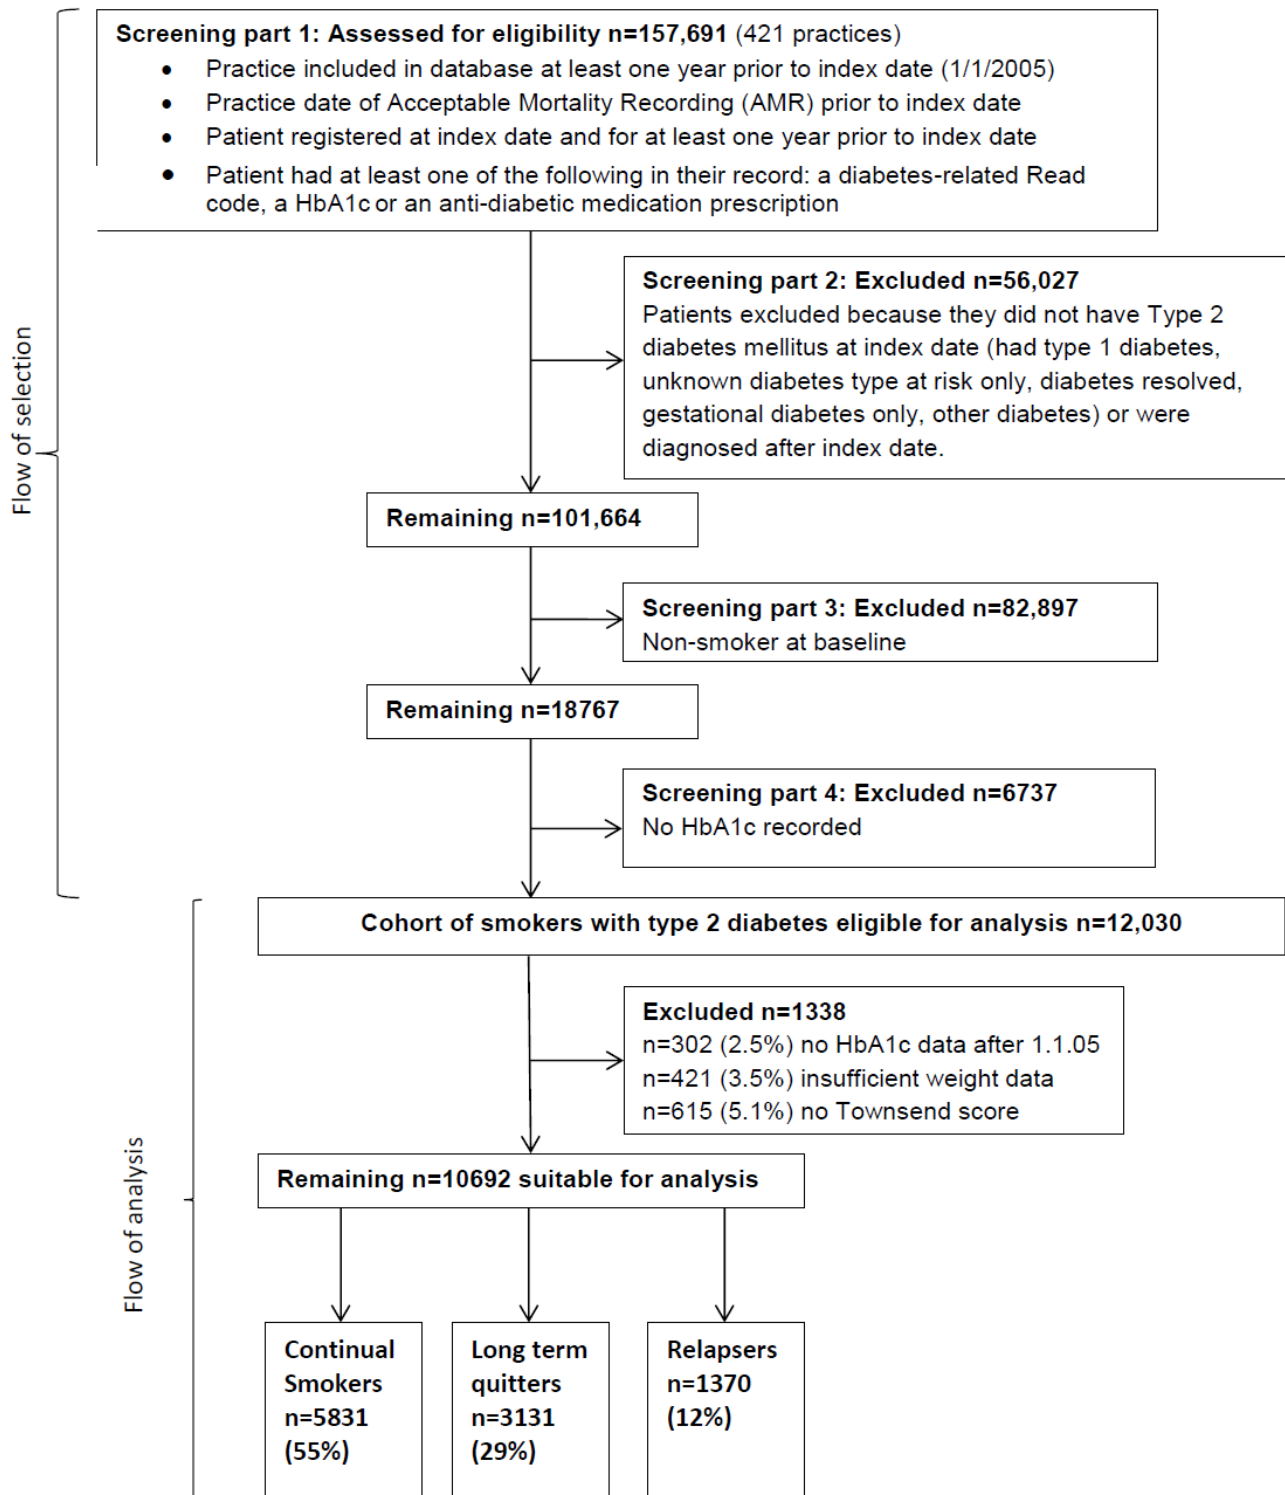 Screening part 1: Assessed for eligibility n=157,691 (421 practices)
• Practice included in database at least one year prior to index date (1/1/2005)
• Practice date of Acceptable Mortality Recording (AMR) prior to index date
• Patient registered at index date and for at least one year prior to index date
• Patient had at least one of the following in their record: a diabetes-related Read
code, a HbA1c or an anti-diabetic medication prescription
Flow of selection
Screening part 2: Excluded n=56,027
Patients excluded because they did not have Type 2
diabetes mellitus at index date (had type 1 diabetes,
unknown diabetes type at risk only, diabetes resolved,
gestational diabetes only, other diabetes) or were
diagnosed after index date.
Remaining n=101,664
Screening part 3: Excluded n=82,897
Non-smoker at baseline
Remaining n=18767
Screening part 4: Excluded n=6737
No HbA1c recorded
Cohort of smokers with type 2 diabetes eligible for analysis n=12,030
Flow of analysis
Excluded n=1338
n=302 (2.5%) no HbA1c data after 1.1.05
n=421 (3.5%) insufficient weight data
n=615 (5.1%) no Townsend score
Remaining n=10692 suitable for analysis
Continual
Smokers
n=5831
(55%)
Long term
quitters
n=3131
(29%)
Relapsers
n=1370
(12%)